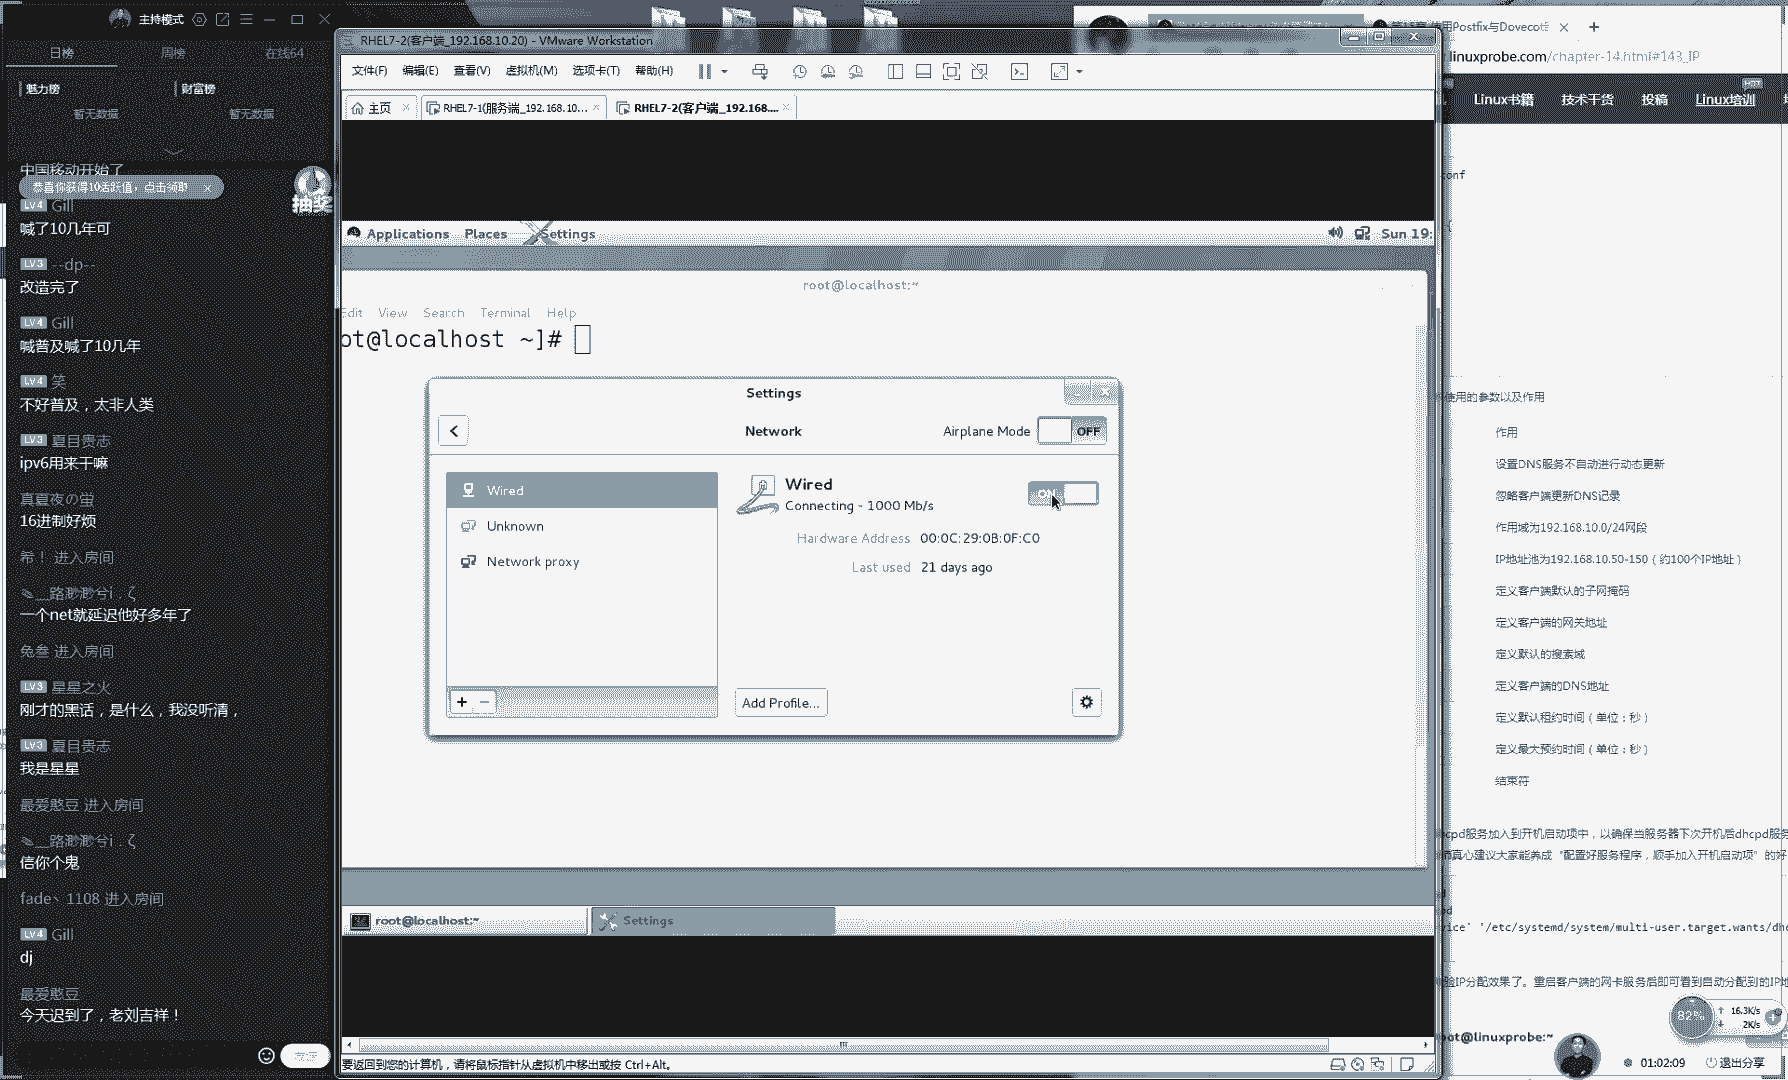 主持模式
日榜 周榜 在线64
魅力榜 财富榜
暂无数据 暂无数据
中国移动开始了
恭喜你获得10活跃值，点击领取 ×
抽奖
LV4 Gill
喊了10几年可
LV3 --dp--
改造完了
LV4 Gill
喊普及喊了10几年
LV4 笑
不好普及，太非人类
LV3 夏目贵志
ipv6用来干嘛
真夏夜の蛍
16进制好烦
希！ 进入房间
路渺渺兮i . ζ
一个net就延迟他好多年了
兔叁 进入房间
LV3 星星之火
刚才的黑话，是什么，我没听清，
LV3 夏目贵志
我是星星
最爱憨豆 进入房间
路渺渺兮i . ζ
信你个鬼
fade丶 1108 进入房间
LV4 Gill
dj
最爱憨豆
今天迟到了，老刘吉祥！
RHEL7-2(客户端_192.168.10.20) - VMware Workstation
文件(F) 编辑(E) 查看(V) 虚拟机(M) 选项卡(T) 帮助(H)
主页 × RHEL7-1(服务端_192.168.10... × RHEL7-2(客户端_192.168.... ×
Applications Places Settings Sun 19:
root@localhost:~
Edit View Search Terminal Help
ot@localhost ~]#
Settings
Network Airplane Mode OFF
Wired
Unknown
Network proxy
Wired
Connecting - 1000 Mb/s
ON
Hardware Address 00:0C:29:0B:0F:C0
Last used 21 days ago
+ −
Add Profile...
root@localhost:~ Settings
要返回到您的计算机，请将鼠标指针从虚拟机中移出或按 Ctrl+Alt。
使用Postfix与Dovecot
linuxprobe.com/chapter-14.html#143_IP
Linux书籍 技术干货 投稿 Linux培训
HOT
conf
{
使用的参数以及作用
作用
设置DNS服务不自动进行动态更新
忽略客户端更新DNS记录
作用域为192.168.10.0/24网段
IP地址池为192.168.10.50-150（约100个IP地址）
定义客户端默认的子网掩码
定义客户端的网关地址
定义默认的搜索域
定义客户端的DNS地址
定义默认租约时间（单位：秒）
定义最大预约时间（单位：秒）
结束符
cpd服务加入到开机启动项中，以确保当服务器下次开机后dhcpd服务
真心建议大家能养成“配置好服务程序，顺手加入开机启动项”的好
vice' '/etc/systemd/system/multi-user.target.wants/dhc
验IP分配效果了。重启客户端的网卡服务后即可看到自动分配到的IP地
82%
↑ 16.3K/s
↓ 2K/s
oot@linuxprobe:~
01:02:09 退出分享